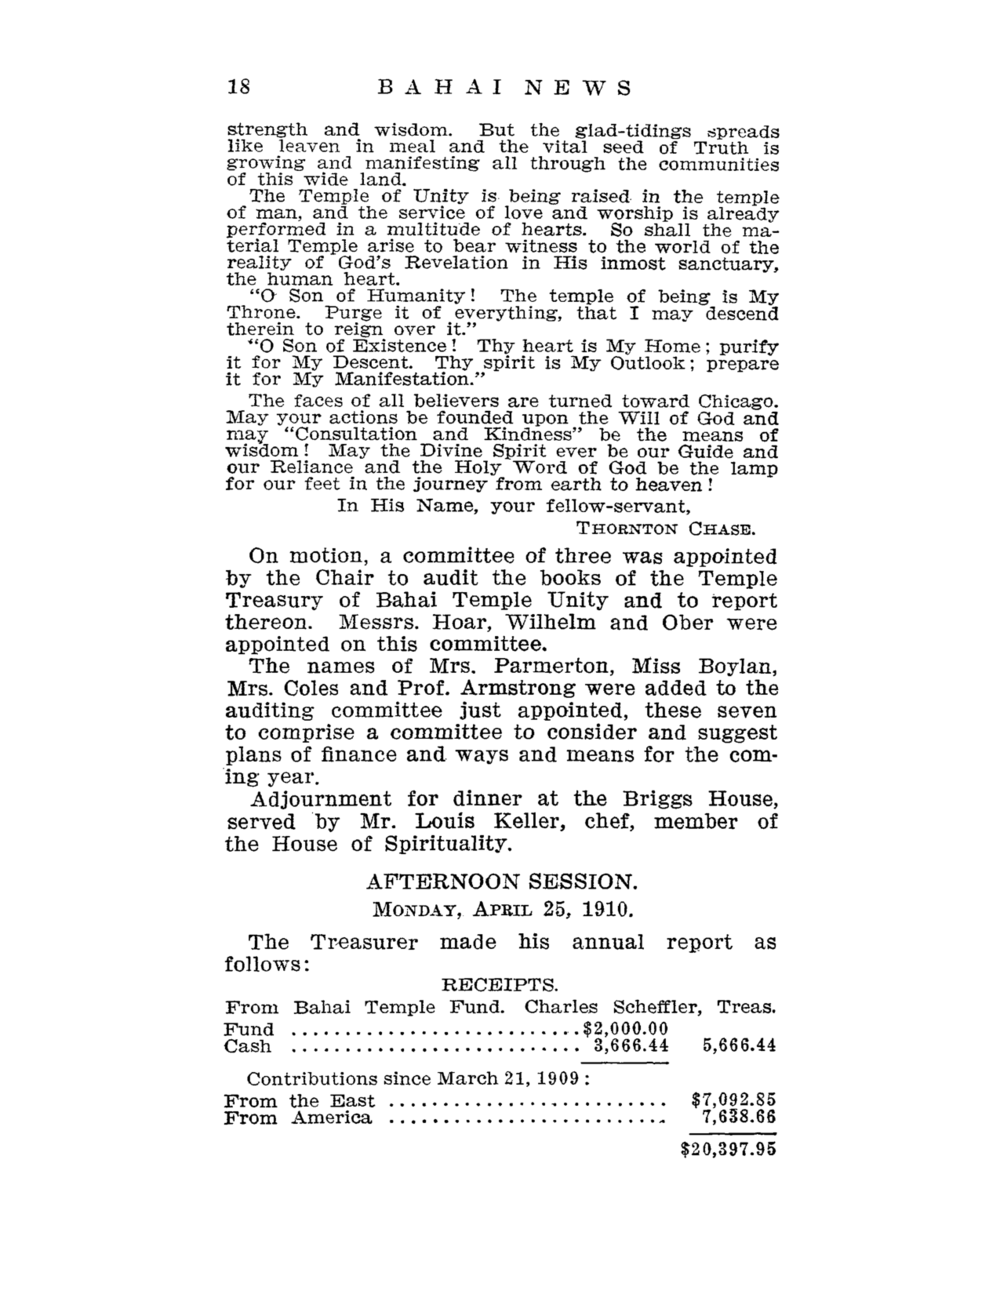 18 BAHAI NEWS
strength and wisdom. But the glad-tidings spreads
like leaven in meal and the vital seed of Truth is
growing and manifesting all through the communities
of this wide land.
The Temple of Unity is being raised in the temple
of man, and the service of love and worship is already
performed in a multitude of hearts. So shall the ma-
terial Temple arise to bear witness to the world of the
reality of God's Revelation in His inmost sanctuary,
the human heart.
"O Son of Humanity! The temple of being is My
Throne. Purge it of everything, that I may descend
therein to reign over it."
"O Son of Existence! Thy heart is My Home; purify
it for My Descent. Thy spirit is My Outlook; prepare
it for My Manifestation."
The faces of all believers are turned toward Chicago.
May your actions be founded upon the Will of God and
may "Consultation and Kindness" be the means of
wisdom! May the Divine Spirit ever be our Guide and
our Reliance and the Holy Word of God be the lamp
for our feet in the journey from earth to heaven!
In His Name, your fellow-servant,
THORNTON CHASE.
On motion, a committee of three was appointed
by the Chair to audit the books of the Temple
Treasury of Bahai Temple Unity and to report
thereon. Messrs. Hoar, Wilhelm and Ober were
appointed on this committee.
The names of Mrs. Parmerton, Miss Boylan,
Mrs. Coles and Prof. Armstrong were added to the
auditing committee just appointed, these seven
to comprise a committee to consider and suggest
plans of finance and ways and means for the com-
ing year.
Adjournment for dinner at the Briggs House,
served by Mr. Louis Keller, chef, member of
the House of Spirituality.
AFTERNOON SESSION.
MONDAY, APRIL 25, 1910.
The Treasurer made his annual report as
follows:
RECEIPTS.
From Bahai Temple Fund. Charles Scheffler, Treas.
Fund ........................... $2,000.00
Cash ........................... 3,666.44 5,666.44
Contributions since March 21, 1909:
From the East .......................... $7,092.85
From America .......................... 7,638.66
$20,397.95